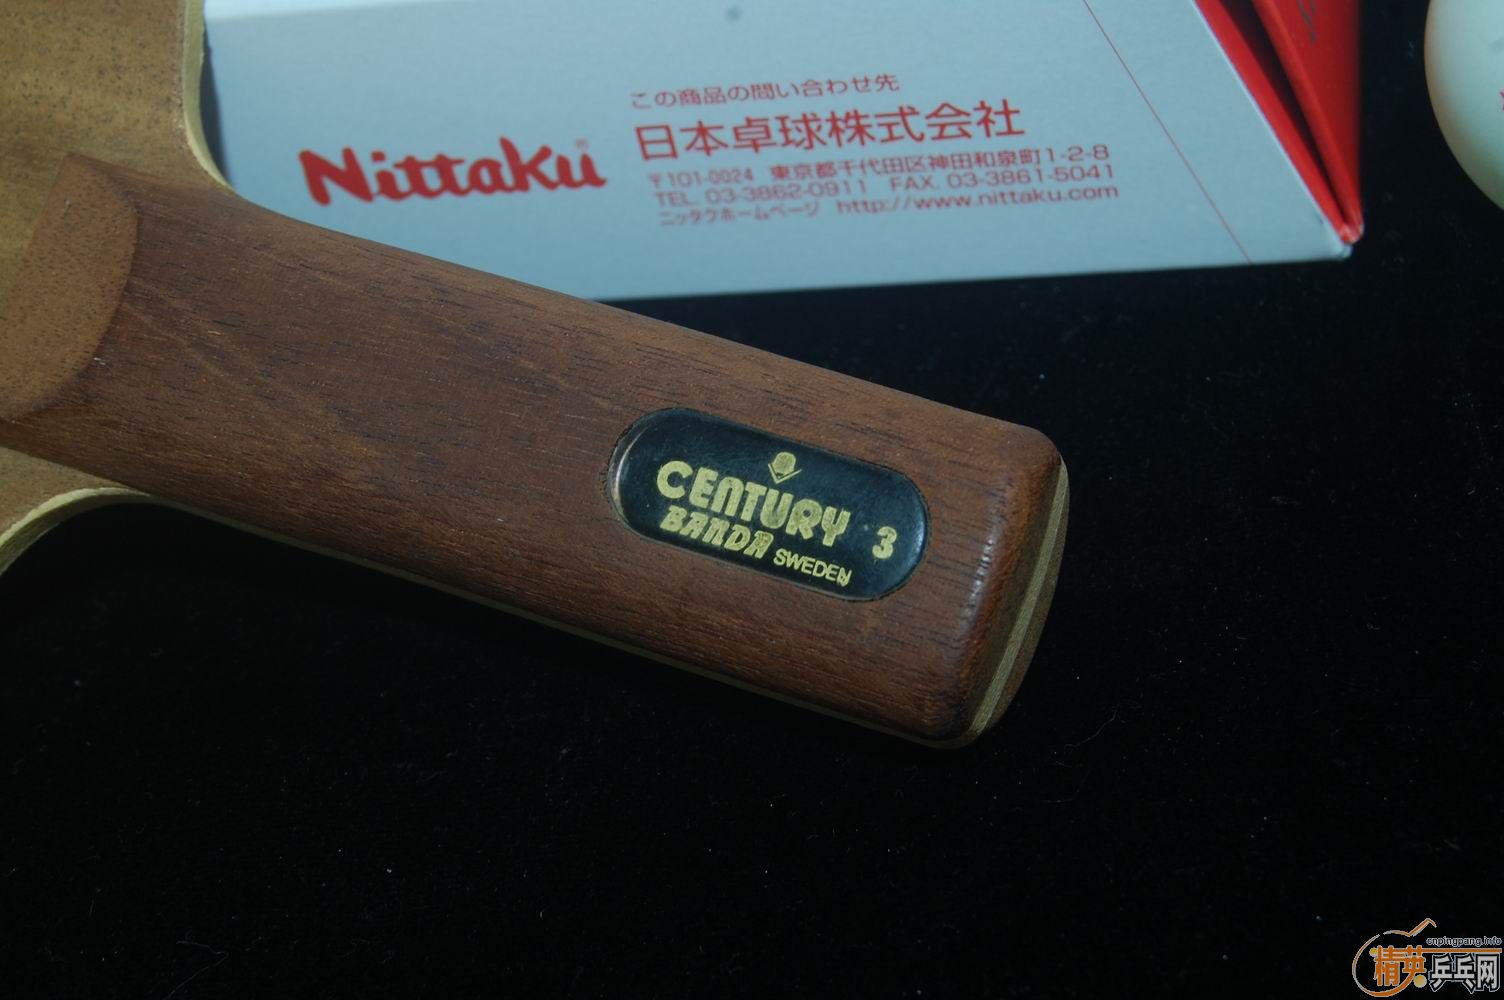 この商品の問い合わせ先
Nittaku®
日本卓球株式会社
〒101-0024 東京都千代田区神田和泉町1-2-8
TEL. 03-3862-0911 FAX. 03-3861-5041
ニッタクホームページ http://www.nittaku.com
CENTURY 3
BANDA SWEDEN
cnpingpang.info
精英乒乓网